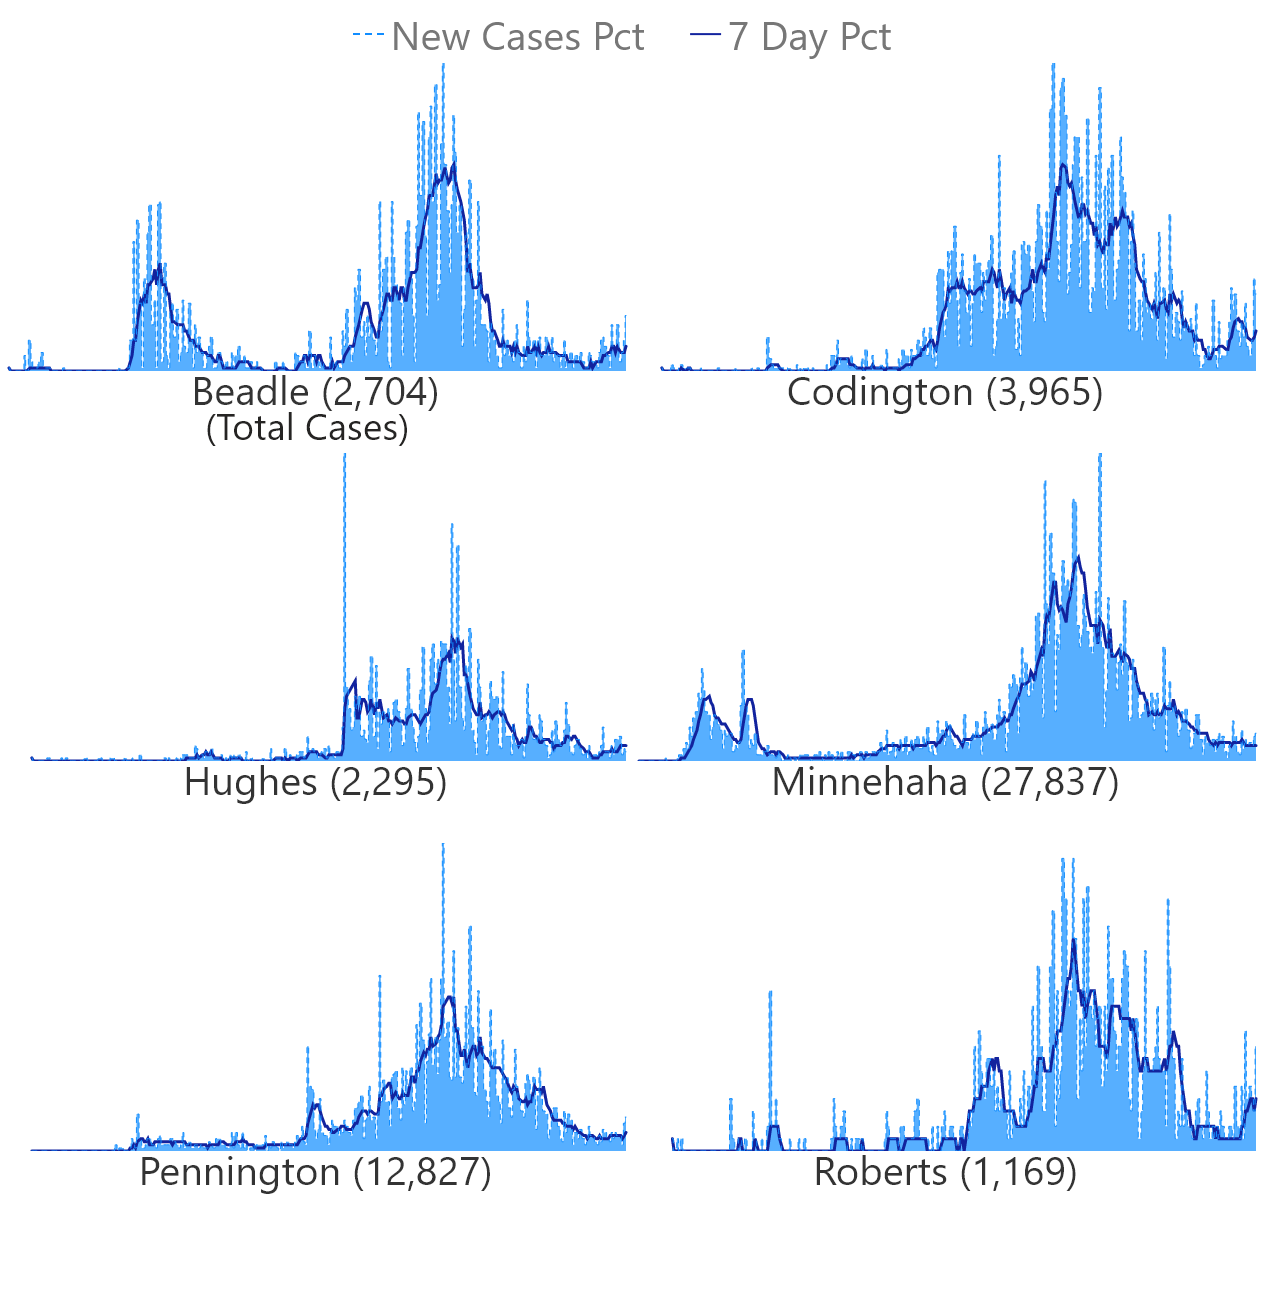 New Cases Pct 7 Day Pct
Beadle (2,704) Codington (3,965)
(Total Cases)
Hughes (2,295) Minnehaha (27,837)
Pennington (12,827) Roberts (1,169)